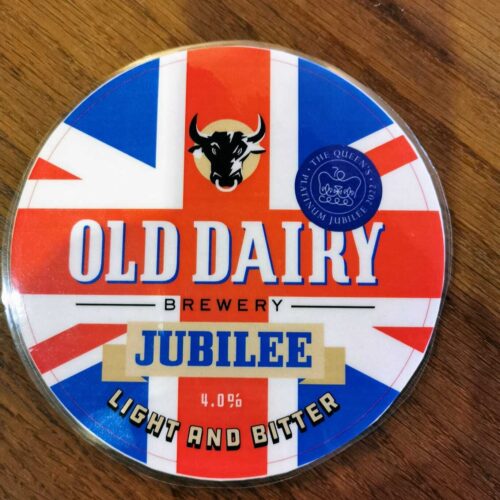 THE QUEEN'S
PLATINUM JUBILEE 2022
OLD DAIRY
BREWERY
JUBILEE
4.0%
LIGHT AND BITTER